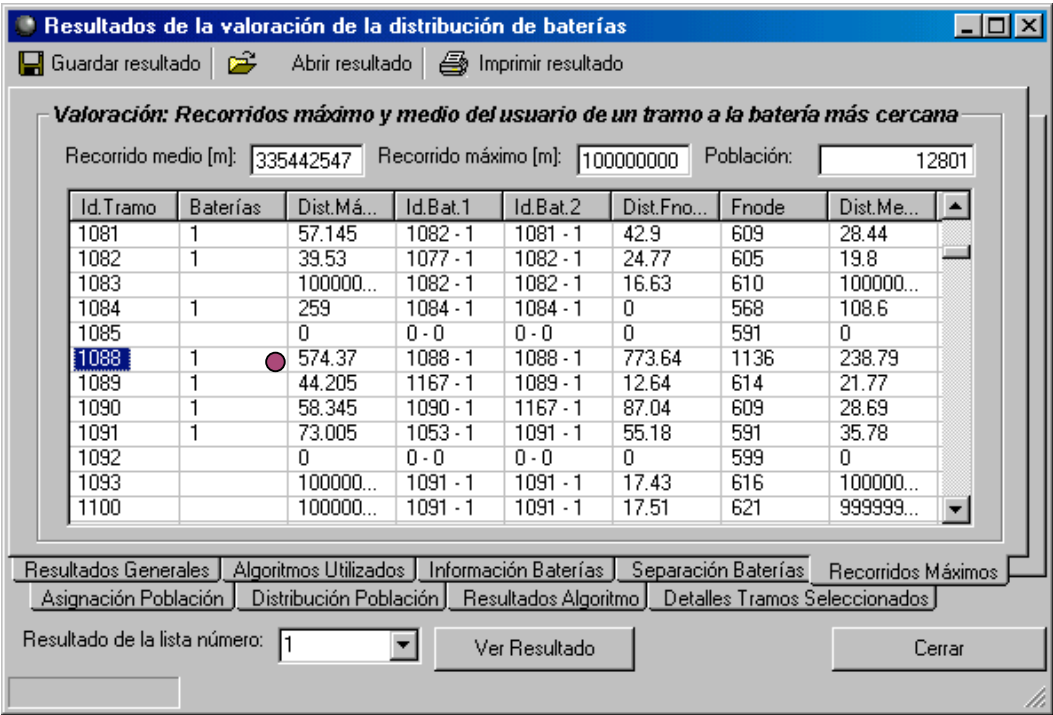 Resultados de la valoración de la distribución de baterías
Guardar resultado Abrir resultado Imprimir resultado
Valoración: Recorridos máximo y medio del usuario de un tramo a la batería más cercana
Recorrido medio [m]: 335442547 Recorrido máximo [m]: 100000000 Población: 12801
Id.Tramo Baterías Dist.Má... Id.Bat.1 Id.Bat.2 Dist.Fno... Fnode Dist.Me...
1081 1 57.145 1082 - 1 1081 - 1 42.9 609 28.44
1082 1 39.53 1077 - 1 1082 - 1 24.77 605 19.8
1083 100000... 1082 - 1 1082 - 1 16.63 610 100000...
1084 1 259 1084 - 1 1084 - 1 0 568 108.6
1085 0 0 - 0 0 - 0 0 591 0
1088 1 574.37 1088 - 1 1088 - 1 773.64 1136 238.79
1089 1 44.205 1167 - 1 1089 - 1 12.64 614 21.77
1090 1 58.345 1090 - 1 1167 - 1 87.04 609 28.69
1091 1 73.005 1053 - 1 1091 - 1 55.18 591 35.78
1092 0 0 - 0 0 - 0 0 599 0
1093 100000... 1091 - 1 1091 - 1 17.43 616 100000...
1100 100000... 1091 - 1 1091 - 1 17.51 621 999999...
Resultados Generales Algoritmos Utilizados Información Baterías Separación Baterías Recorridos Máximos
Asignación Población Distribución Población Resultados Algoritmo Detalles Tramos Seleccionados
Resultado de la lista número: 1 Ver Resultado Cerrar